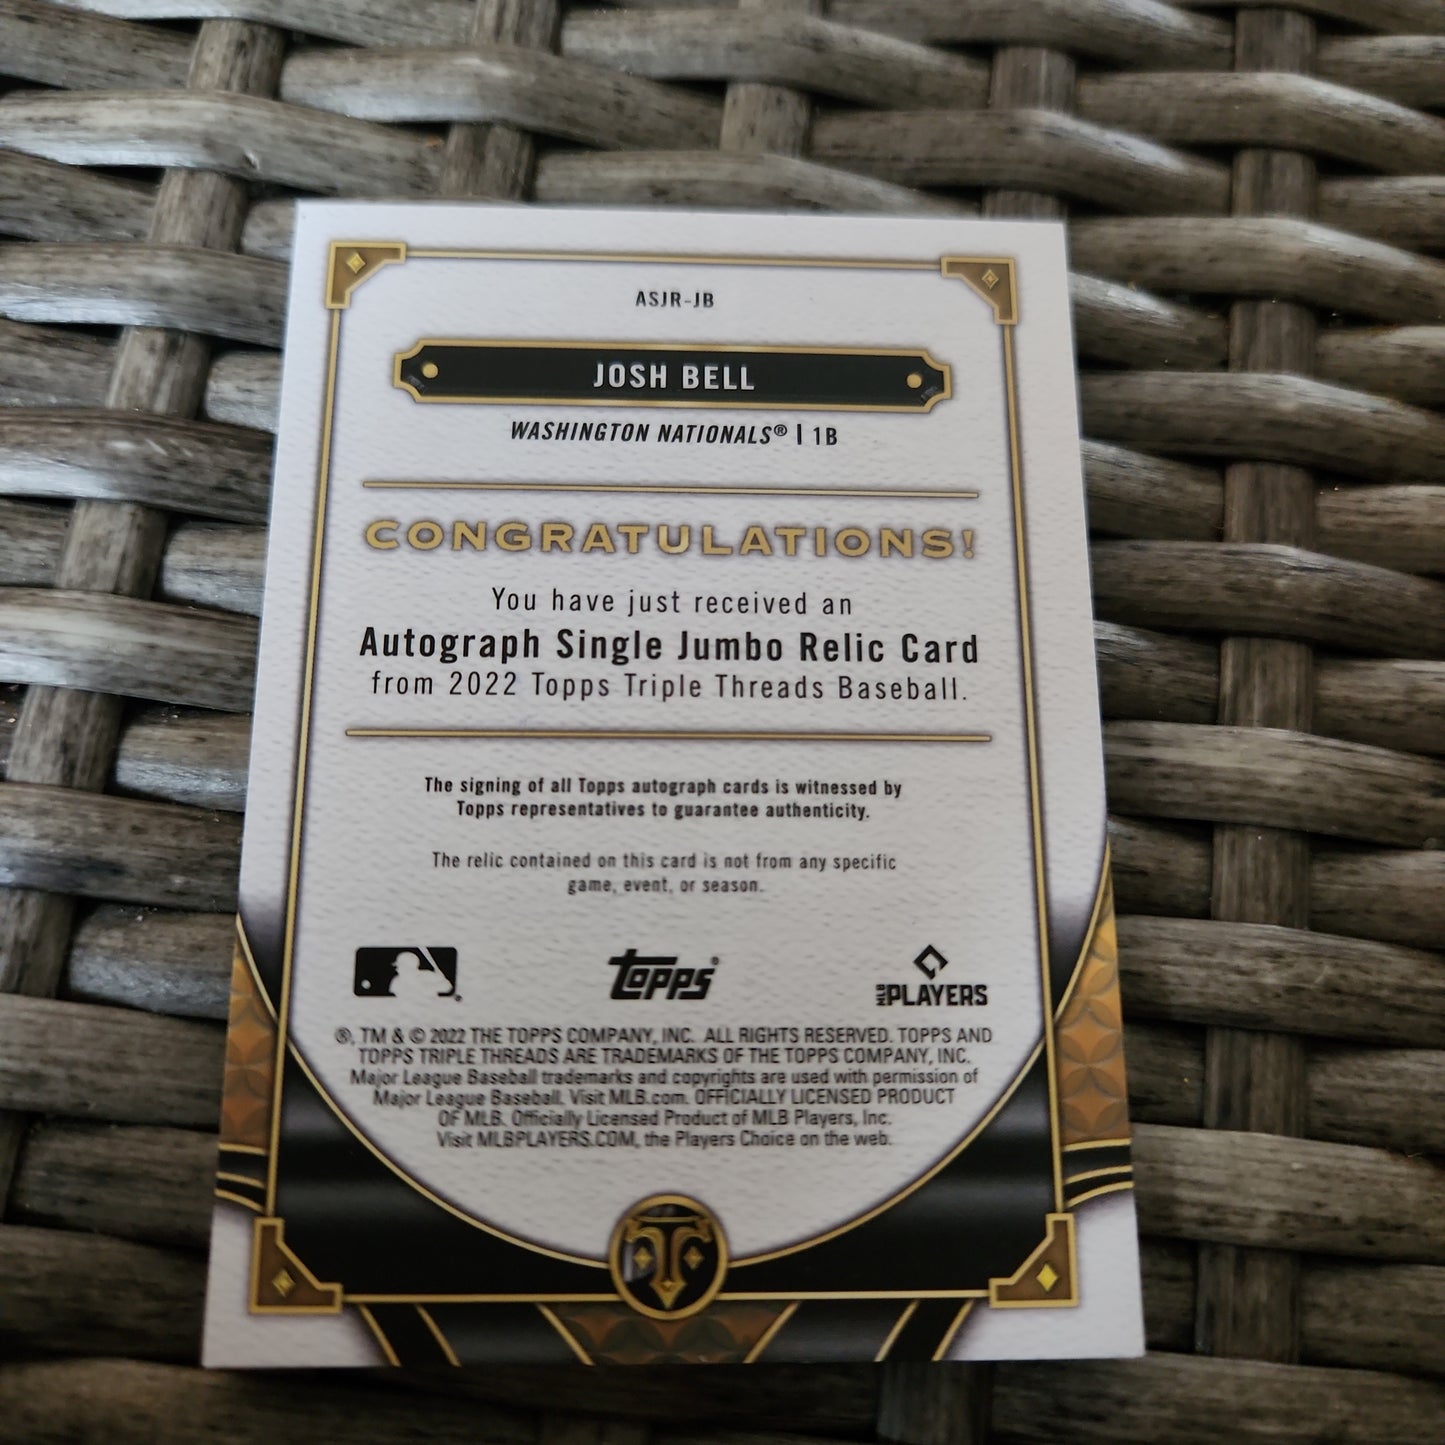 ASJR-JB
JOSH BELL
WASHINGTON NATIONALS® | 1B
CONGRATULATIONS!
You have just received an
Autograph Single Jumbo Relic Card
from 2022 Topps Triple Threads Baseball.
The signing of all Topps autograph cards is witnessed by
Topps representatives to guarantee authenticity.
The relic contained on this card is not from any specific
game, event, or season.
topps®
MLB PLAYERS
®, TM & © 2022 THE TOPPS COMPANY, INC. ALL RIGHTS RESERVED. TOPPS AND
TOPPS TRIPLE THREADS ARE TRADEMARKS OF THE TOPPS COMPANY, INC.
Major League Baseball trademarks and copyrights are used with permission of
Major League Baseball. Visit MLB.com. OFFICIALLY LICENSED PRODUCT
OF MLB. Officially Licensed Product of MLB Players, Inc.
Visit MLBPLAYERS.COM, the Players Choice on the web.